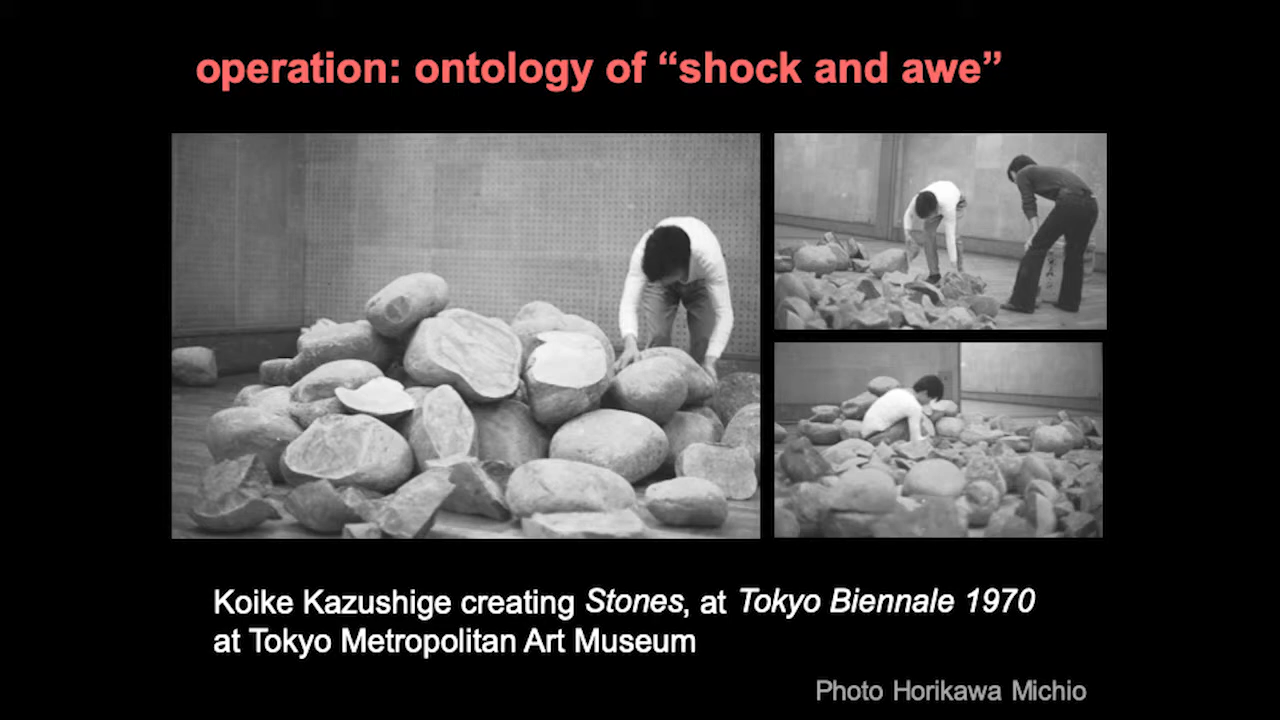 operation: ontology of “shock and awe”
Koike Kazushige creating Stones, at Tokyo Biennale 1970
at Tokyo Metropolitan Art Museum
Photo Horikawa Michio